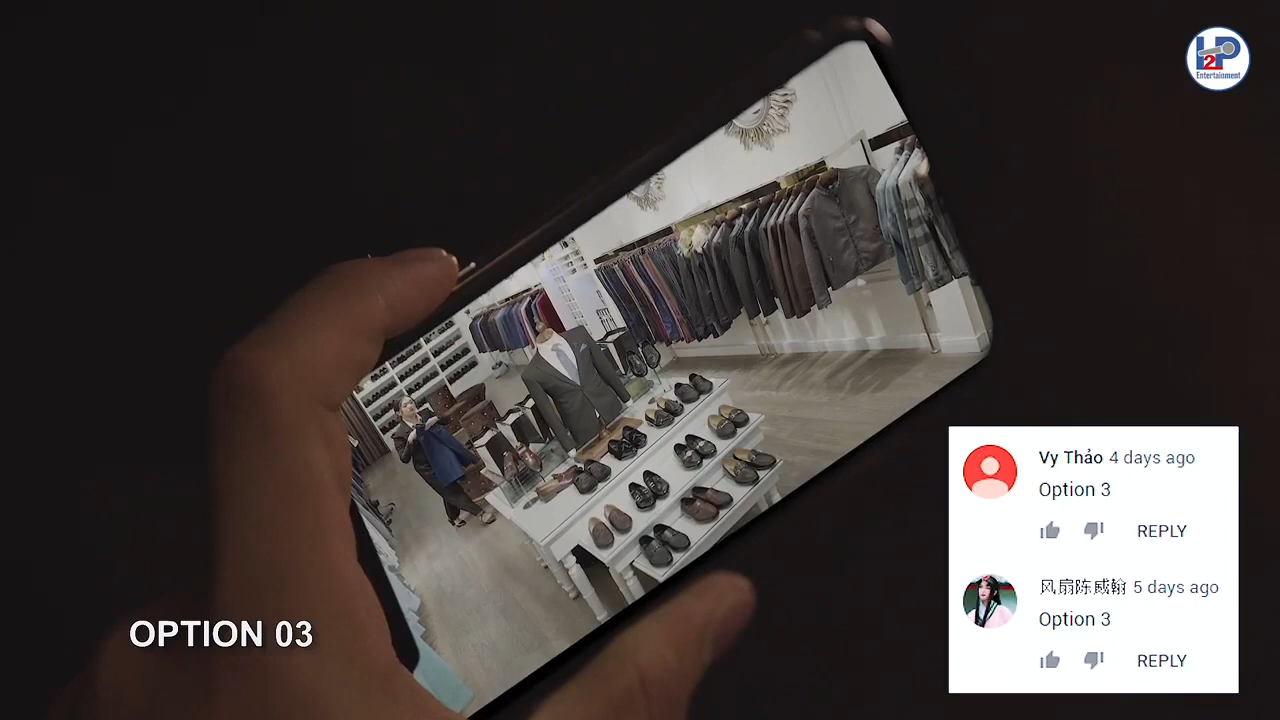 H2P
Entertainment
Vy Thảo 4 days ago
Option 3
REPLY
风扇陈威翰 5 days ago
Option 3
REPLY
OPTION 03